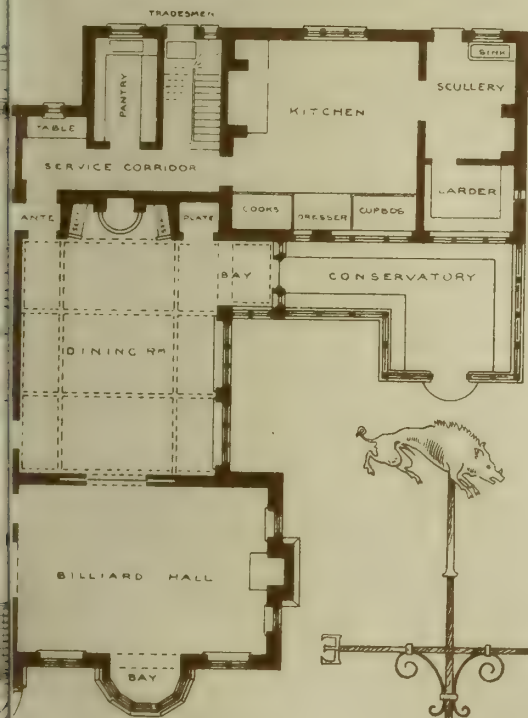 TRADESMEN
SINK
PANTRY
SCULLERY
KITCHEN
TABLE
SERVICE CORRIDOR
LARDER
ANTE
PLATE
COOKS
DRESSER
CUPBDS
BAY
CONSERVATORY
DINING RM
BILLIARD HALL
BAY
E